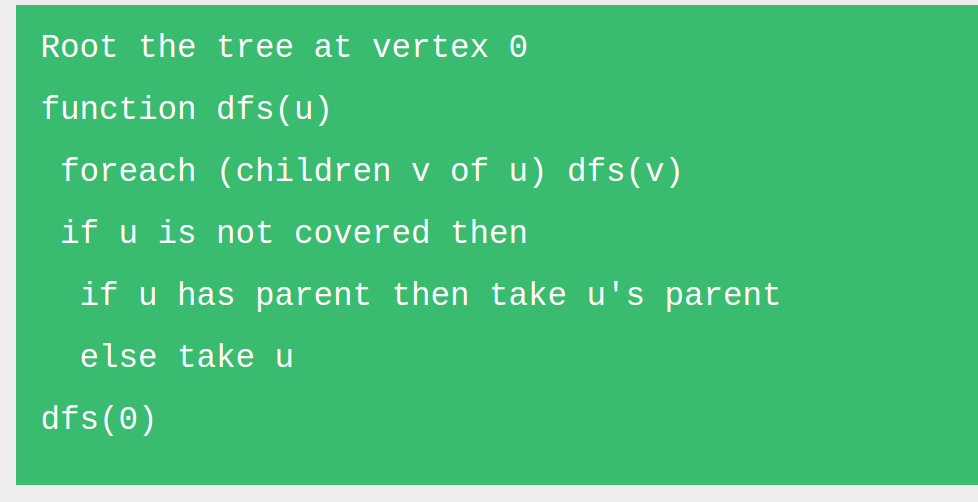 Root the tree at vertex 0
function dfs(u)
 foreach (children v of u) dfs(v)
 if u is not covered then
  if u has parent then take u's parent
  else take u
dfs(0)